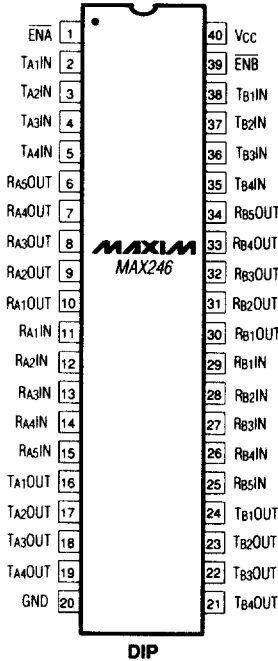 ENA 1 40 VCC
TA1IN 2 39 ENB
TA2IN 3 38 TB1IN
TA3IN 4 37 TB2IN
TA4IN 5 36 TB3IN
RA5OUT 6 35 TB4IN
RA4OUT 7 34 RB5OUT
RA3OUT 8 MAXIM 33 RB4OUT
RA2OUT 9 MAX246 32 RB3OUT
RA1OUT 10 31 RB2OUT
RA1IN 11 30 RB1OUT
RA2IN 12 29 RB1IN
RA3IN 13 28 RB2IN
RA4IN 14 27 RB3IN
RA5IN 15 26 RB4IN
TA1OUT 16 25 RB5IN
TA2OUT 17 24 TB1OUT
TA3OUT 18 23 TB2OUT
TA4OUT 19 22 TB3OUT
GND 20 21 TB4OUT
DIP